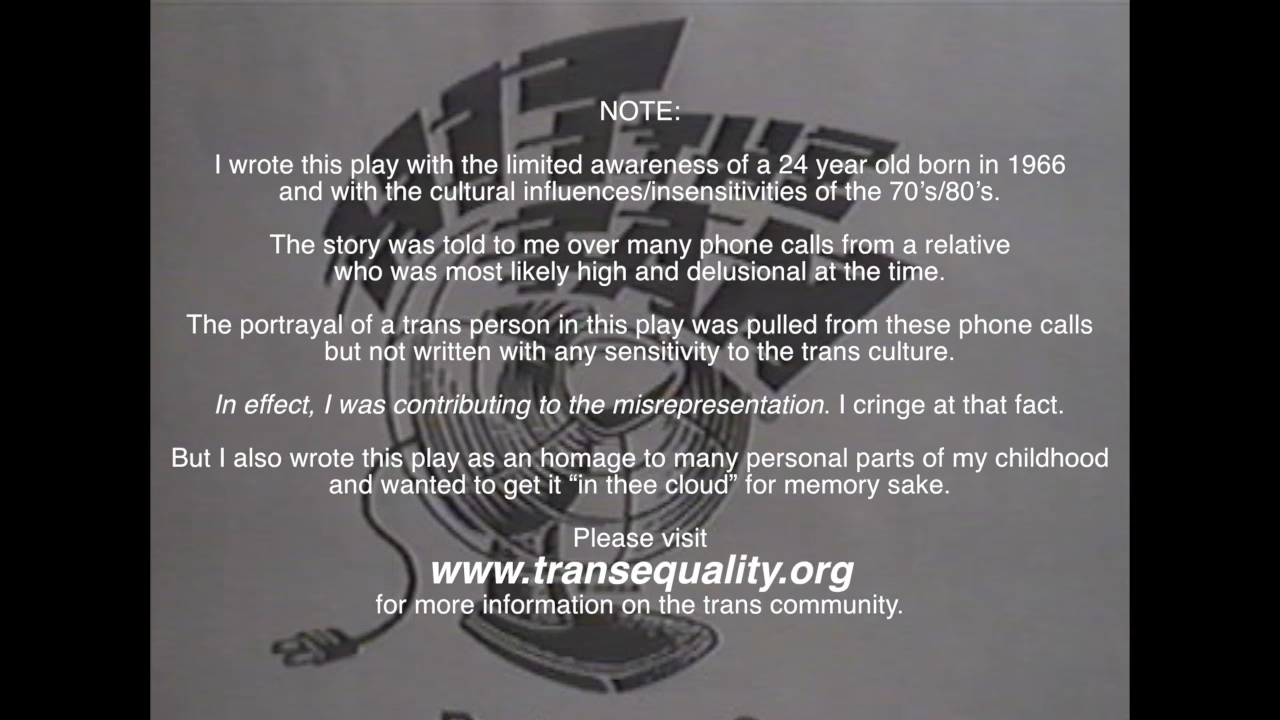 NOTE:
I wrote this play with the limited awareness of a 24 year old born in 1966
and with the cultural influences/insensitivities of the 70's/80's.
The story was told to me over many phone calls from a relative
who was most likely high and delusional at the time.
The portrayal of a trans person in this play was pulled from these phone calls
but not written with any sensitivity to the trans culture.
In effect, I was contributing to the misrepresentation. I cringe at that fact.
But I also wrote this play as an homage to many personal parts of my childhood
and wanted to get it “in thee cloud” for memory sake.
Please visit
www.transequality.org
for more information on the trans community.